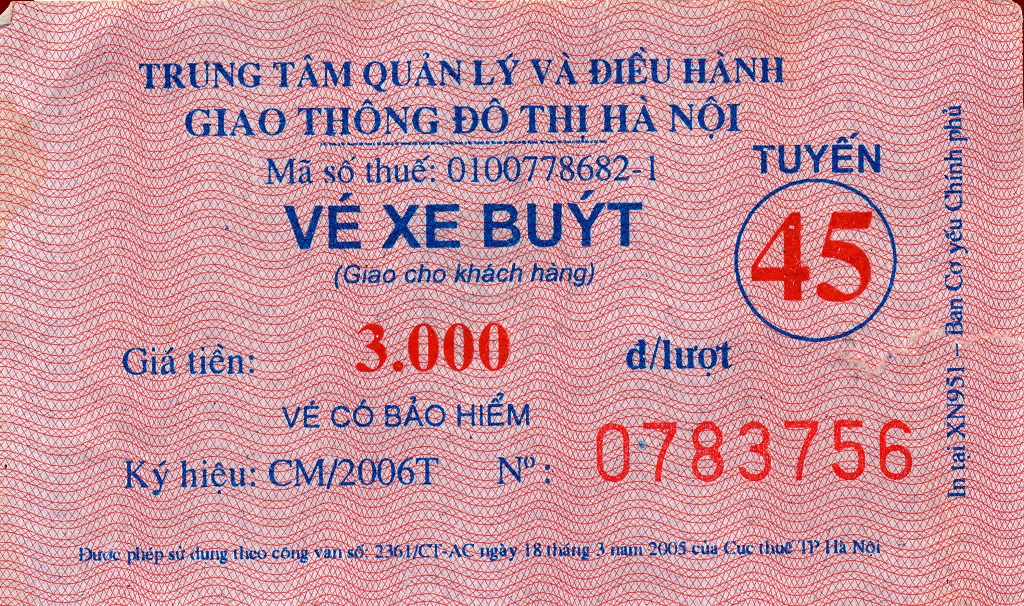 TRUNG TÂM QUẢN LÝ VÀ ĐIỀU HÀNH
GIAO THÔNG ĐÔ THỊ HÀ NỘI
Mã số thuế: 0100778682-1
VÉ XE BUÝT
(Giao cho khách hàng)
TUYẾN
45
Giá tiền: 3.000 đ/lượt
VÉ CÓ BẢO HIỂM
Ký hiệu: CM/2006T Nº: 0783756
Được phép sử dụng theo công văn số: 2361/CT-AC ngày 18 tháng 3 năm 2005 của Cục thuế TP Hà Nội
In tại XN951 – Ban Cơ yếu Chính phủ